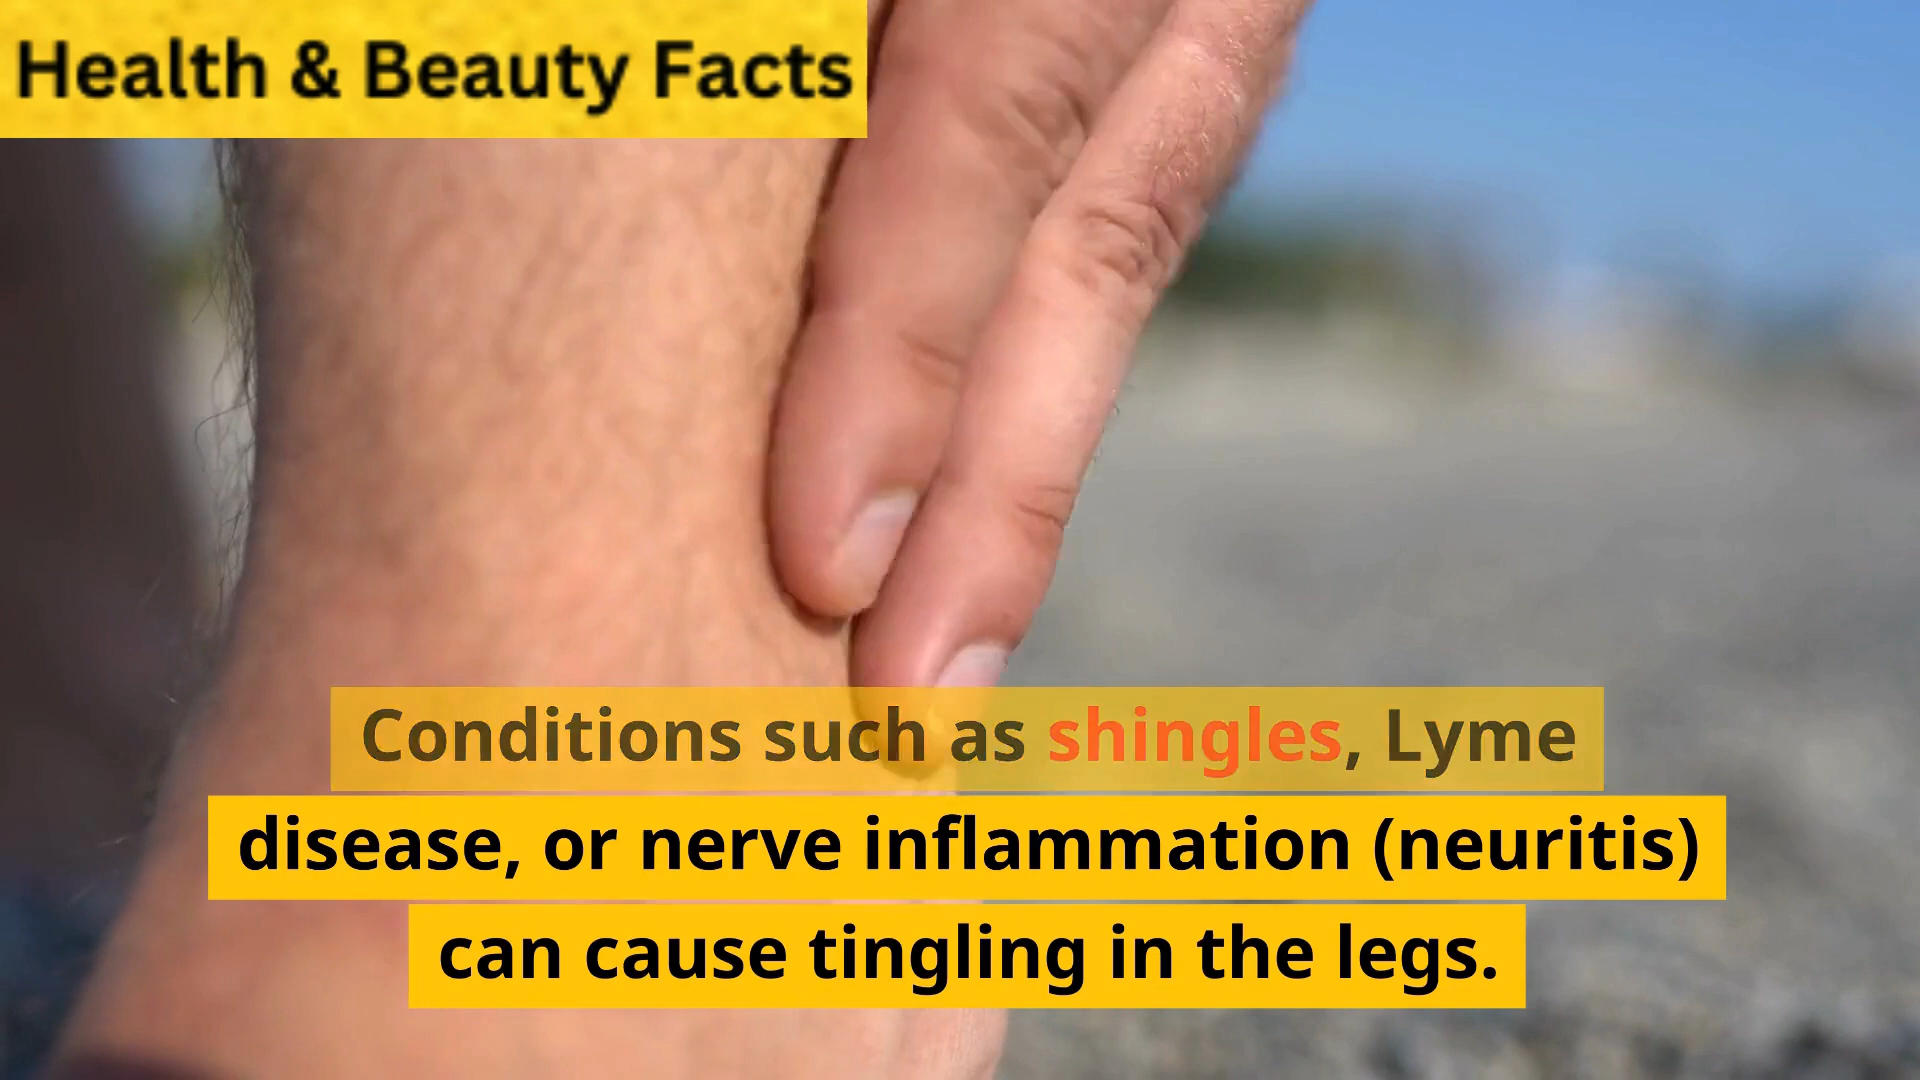 Health & Beauty Facts
Conditions such as shingles, Lyme
disease, or nerve inflammation (neuritis)
can cause tingling in the legs.